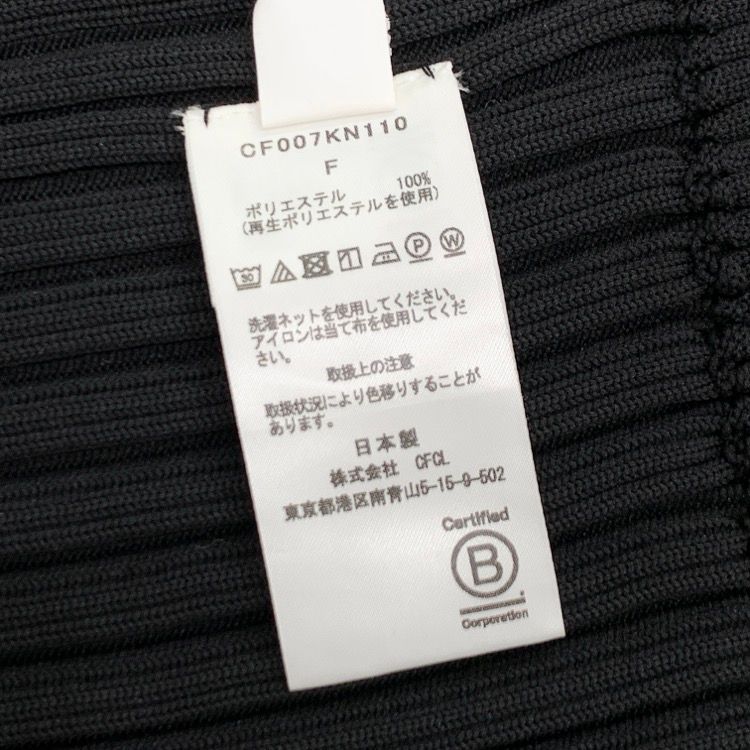 CF007KN110
F
ポリエステル 100%
(再生ポリエステルを使用)
30 P W
洗濯ネットを使用してください。
アイロンは当て布を使用してくだ
さい。
取扱上の注意
取扱状況により色移りすることが
あります。
日本製
株式会社 CFCL
東京都港区南青山5-15-9-502
Certified
B
Corporation